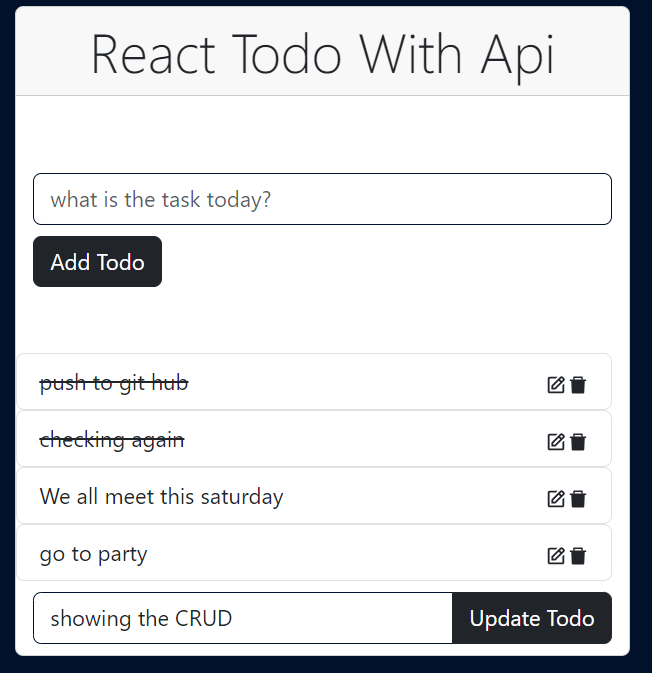 React Todo With Api
what is the task today?
Add Todo
push to git hub
checking again
We all meet this saturday
go to party
showing the CRUD
Update Todo